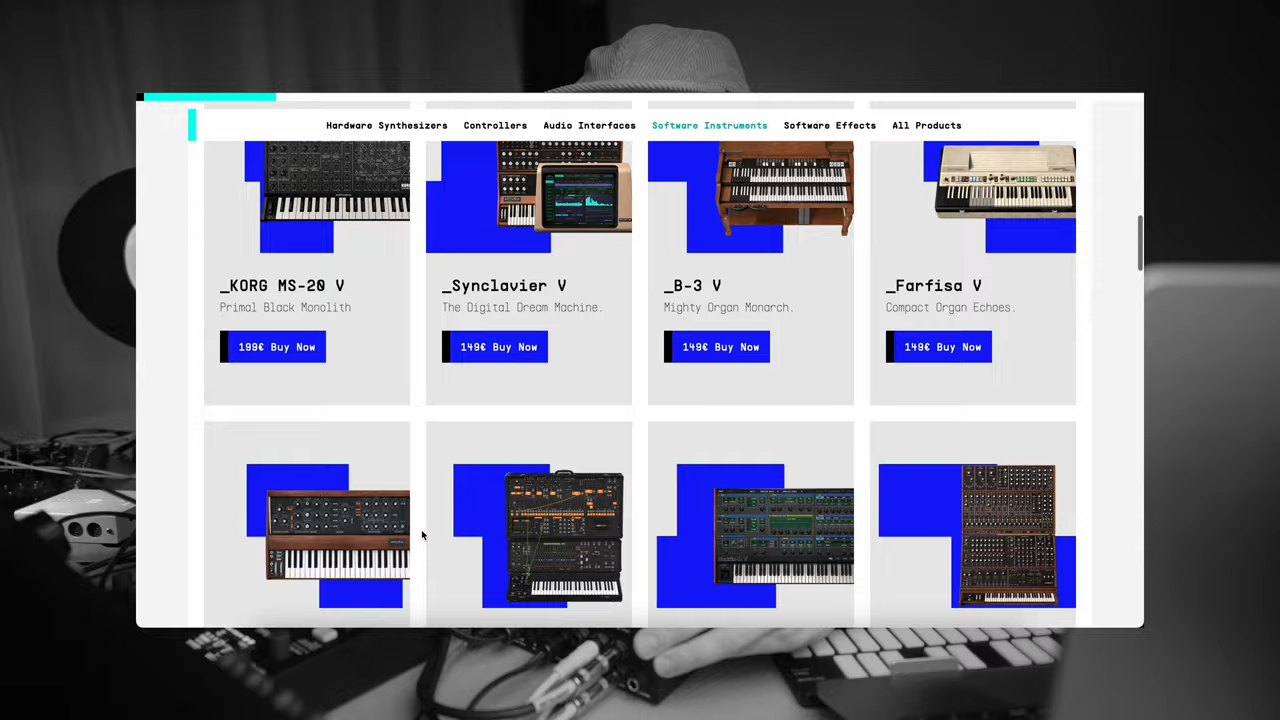 Hardware Synthesizers Controllers Audio Interfaces Software Instruments Software Effects All Products
_KORG MS-20 V
Primal Black Monolith
199€ Buy Now
_Synclavier V
The Digital Dream Machine.
149€ Buy Now
_B-3 V
Mighty Organ Monarch.
149€ Buy Now
_Farfisa V
Compact Organ Echoes.
149€ Buy Now